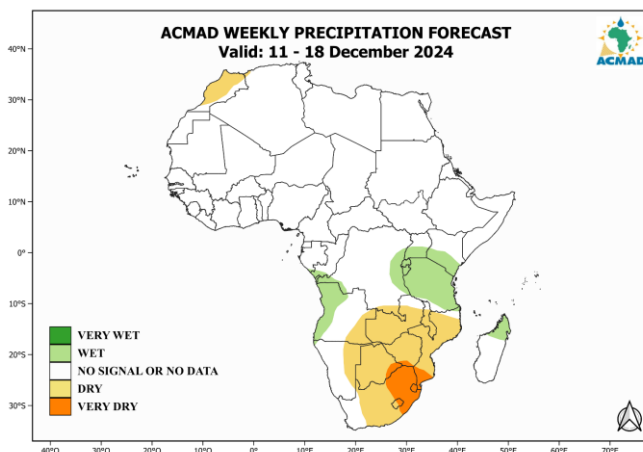 ACMAD WEEKLY PRECIPITATION FORECAST
Valid: 11 - 18 December 2024
ACMAD
40°N
30°N
20°N
10°N
0°
10°S
20°S
30°S
VERY WET
WET
NO SIGNAL OR NO DATA
DRY
VERY DRY
40°O
30°O
20°O
10°O
0°
10°E
20°E
30°E
40°E
50°E
60°E
70°E